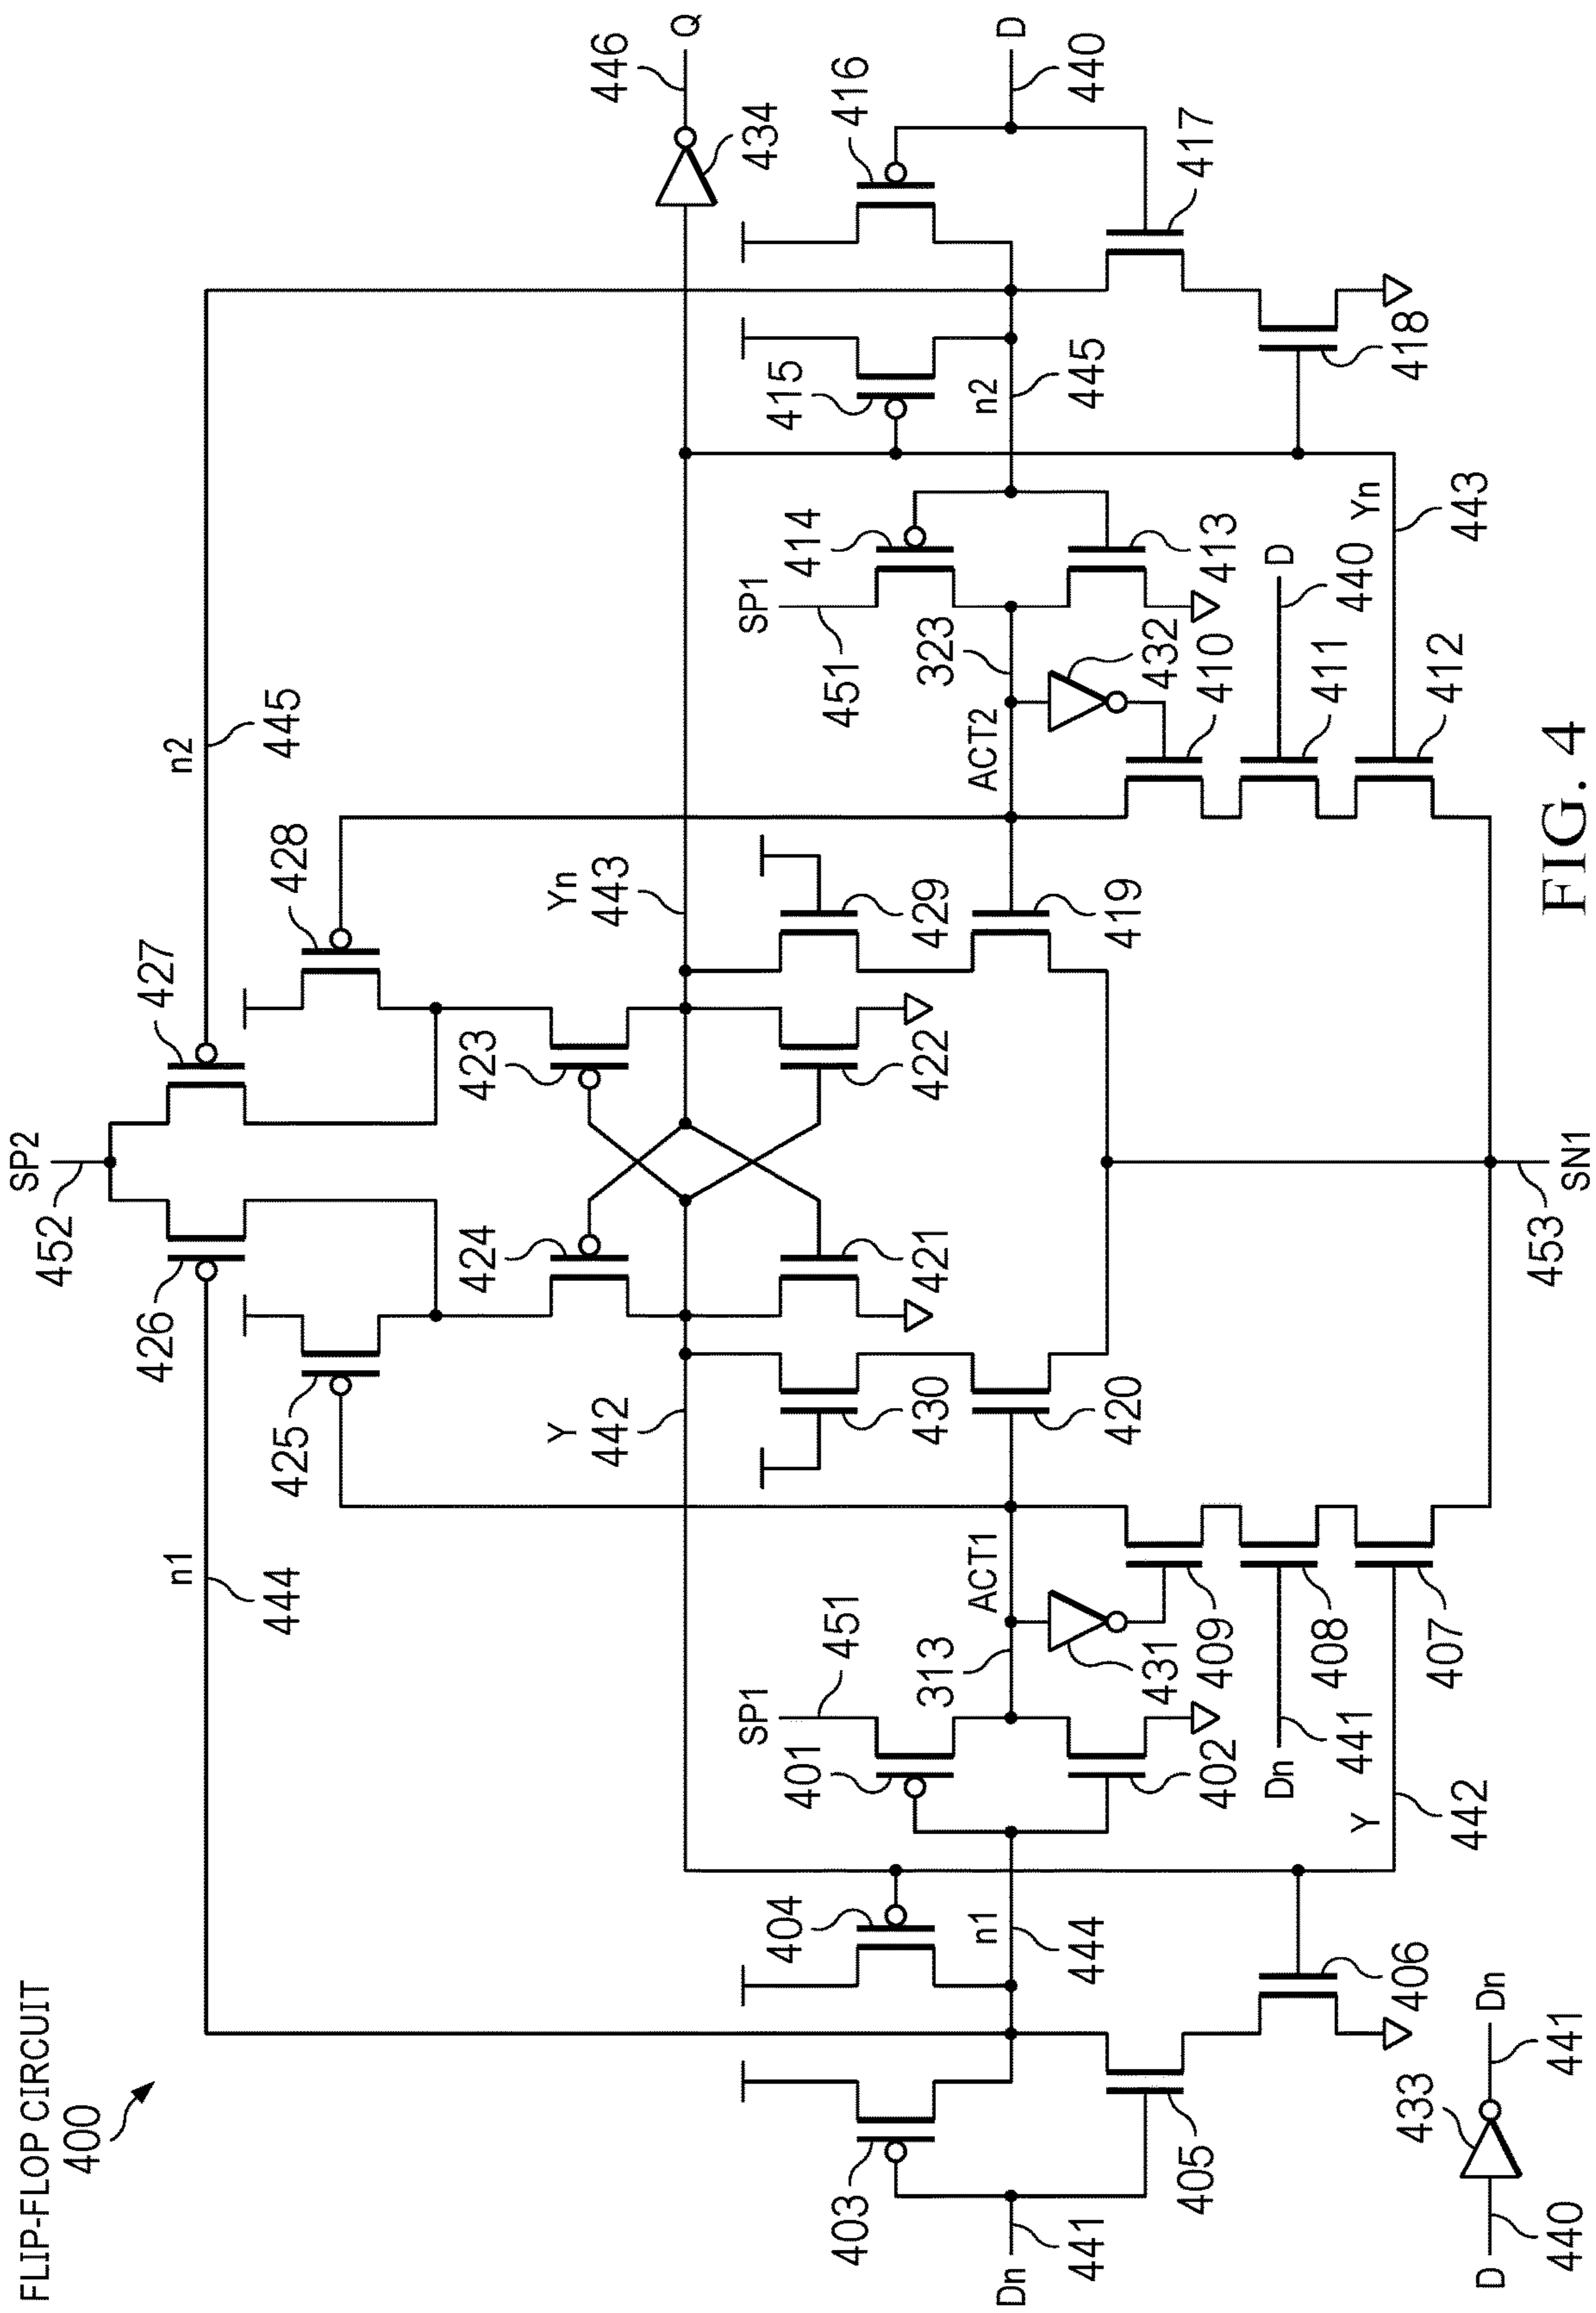 FLIP-FLOP CIRCUIT
400
SP2
452
426
427
n1
444
n2
445
425
428
424
423
Y
442
Yn
443
446
Q
434
430
421
422
429
420
419
SP1
451
401
402
313
ACT1
431
409
408
407
Dn
441
Y
442
404
n1
444
403
405
406
Dn
441
D
440
433
Dn
441
SP1
451
414
413
323
ACT2
432
410
411
412
D
440
Yn
443
415
416
n2
445
417
418
D
440
453
SN1
FIG. 4